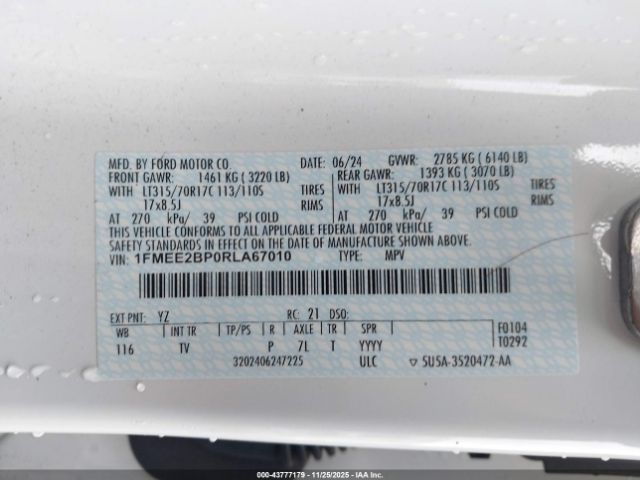 MFD. BY FORD MOTOR CO. DATE: 06/24 GVWR: 2785 KG ( 6140 LB)
FRONT GAWR: 1461 KG ( 3220 LB) REAR GAWR: 1393 KG ( 3070 LB)
WITH LT315/70R17C 113/110S TIRES WITH LT315/70R17C 113/110S TIRES
17x8.5J RIMS 17x8.5J RIMS
AT 270 kPa/ 39 PSI COLD AT 270 kPa/ 39 PSI COLD
THIS VEHICLE CONFORMS TO ALL APPLICABLE FEDERAL MOTOR VEHICLE
SAFETY STANDARDS IN EFFECT ON THE DATE OF MANUFACTURE SHOWN ABOVE.
VIN: 1FMEE2BP0RLA67010 TYPE: MPV
EXT PNT: YZ RC: 21 DSO: F0104
WB INT TR TP/PS R AXLE TR SPR T0292
116 TV P 7L T YYYY
3202406247225 ULC ▽ SU5A-3520472-AA
000-43777179 - 11/25/2025 - COPYRIGHT IAA, LLC.